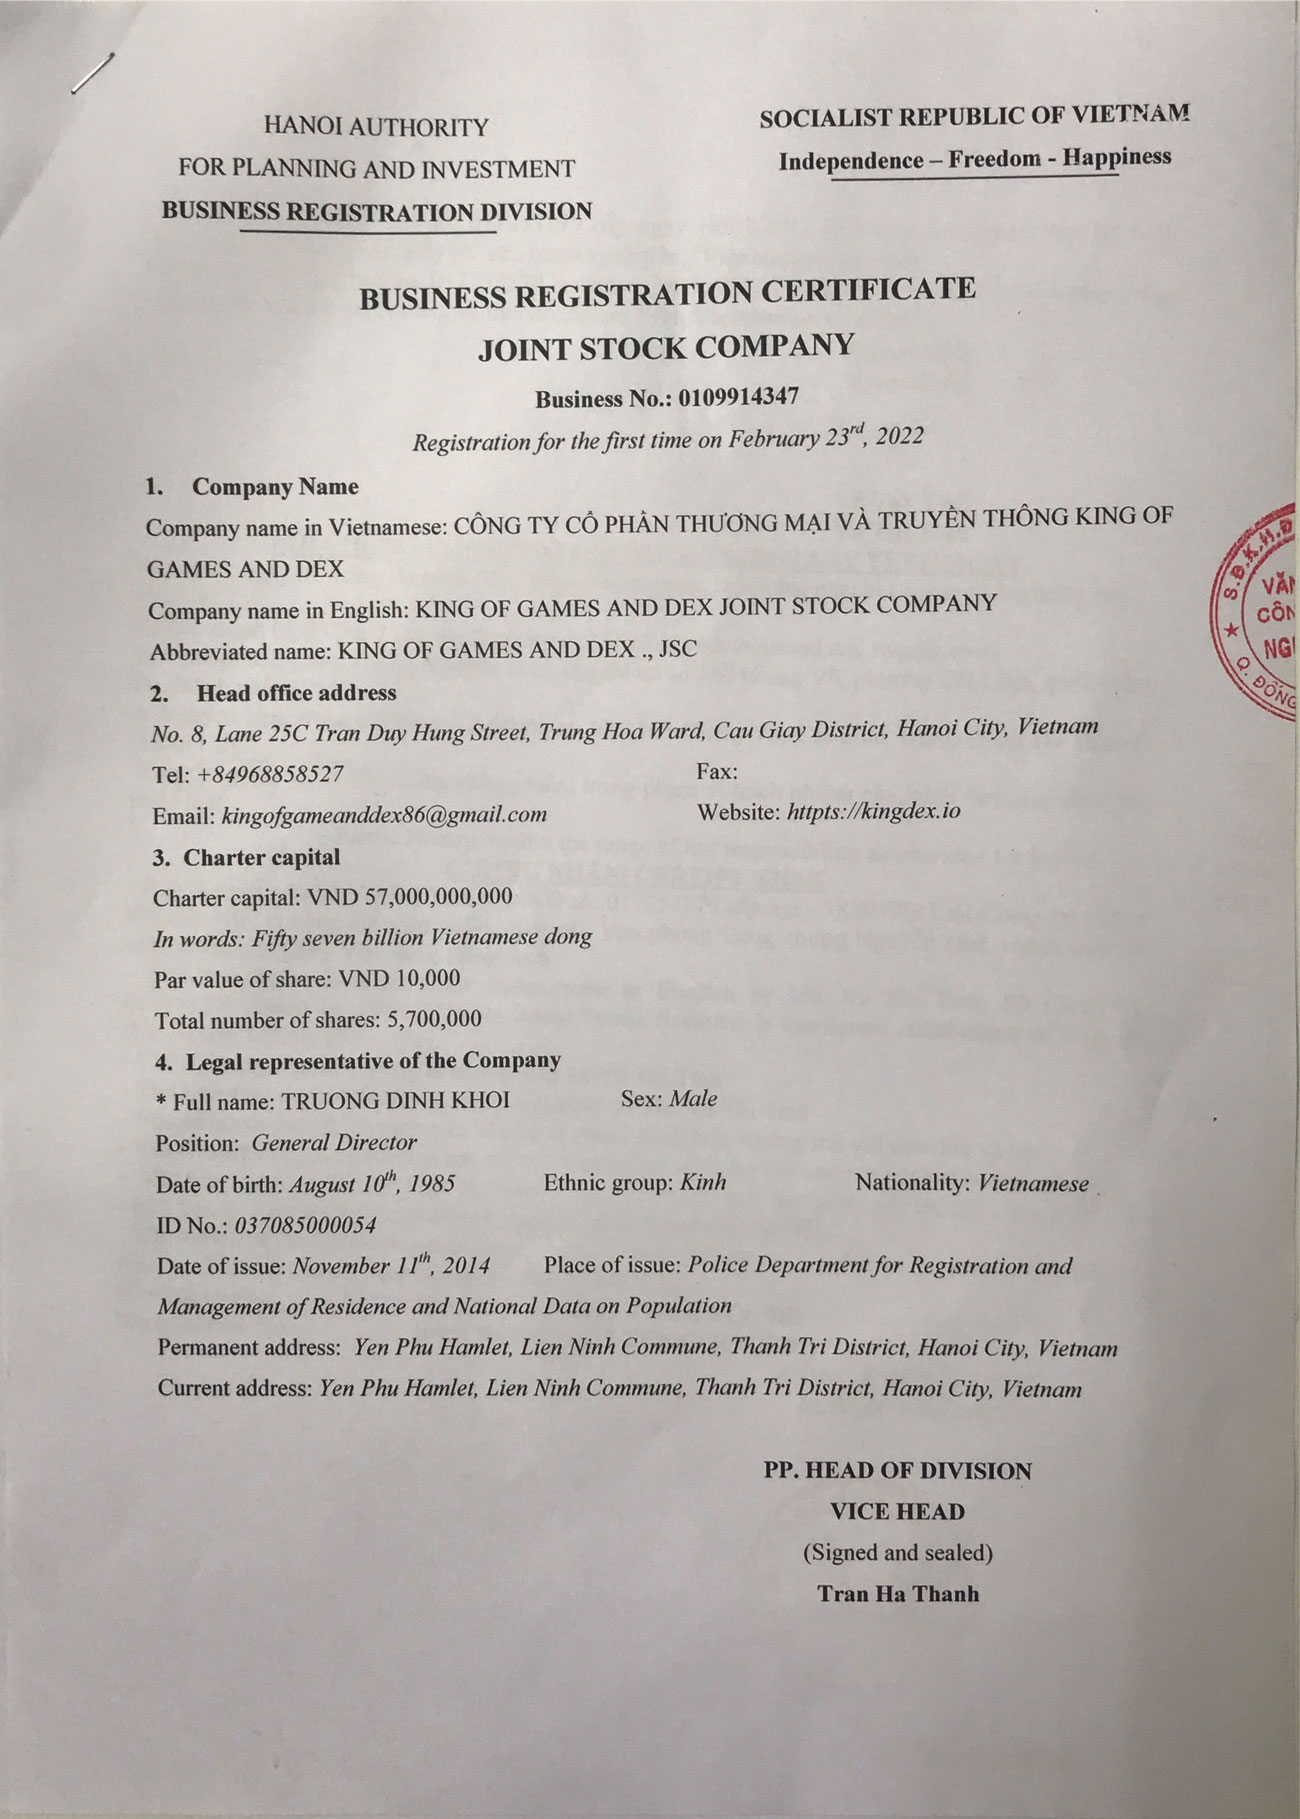 HANOI AUTHORITY
FOR PLANNING AND INVESTMENT
BUSINESS REGISTRATION DIVISION
SOCIALIST REPUBLIC OF VIETNAM
Independence – Freedom - Happiness
BUSINESS REGISTRATION CERTIFICATE
JOINT STOCK COMPANY
Business No.: 0109914347
Registration for the first time on February 23rd, 2022
1. Company Name
Company name in Vietnamese: CÔNG TY CỔ PHẦN THƯƠNG MẠI VÀ TRUYỀN THÔNG KING OF
GAMES AND DEX
Company name in English: KING OF GAMES AND DEX JOINT STOCK COMPANY
Abbreviated name: KING OF GAMES AND DEX ., JSC
2. Head office address
No. 8, Lane 25C Tran Duy Hung Street, Trung Hoa Ward, Cau Giay District, Hanoi City, Vietnam
Tel: +84968858527 Fax:
Email: kingofgameanddex86@gmail.com Website: httpts://kingdex.io
3. Charter capital
Charter capital: VND 57,000,000,000
In words: Fifty seven billion Vietnamese dong
Par value of share: VND 10,000
Total number of shares: 5,700,000
4. Legal representative of the Company
* Full name: TRUONG DINH KHOI Sex: Male
Position: General Director
Date of birth: August 10th, 1985 Ethnic group: Kinh Nationality: Vietnamese
ID No.: 037085000054
Date of issue: November 11th, 2014 Place of issue: Police Department for Registration and
Management of Residence and National Data on Population
Permanent address: Yen Phu Hamlet, Lien Ninh Commune, Thanh Tri District, Hanoi City, Vietnam
Current address: Yen Phu Hamlet, Lien Ninh Commune, Thanh Tri District, Hanoi City, Vietnam
PP. HEAD OF DIVISION
VICE HEAD
(Signed and sealed)
Tran Ha Thanh
S.Đ.K.H.Đ
VĂN
CÔN
NGU
Q. ĐỐNG